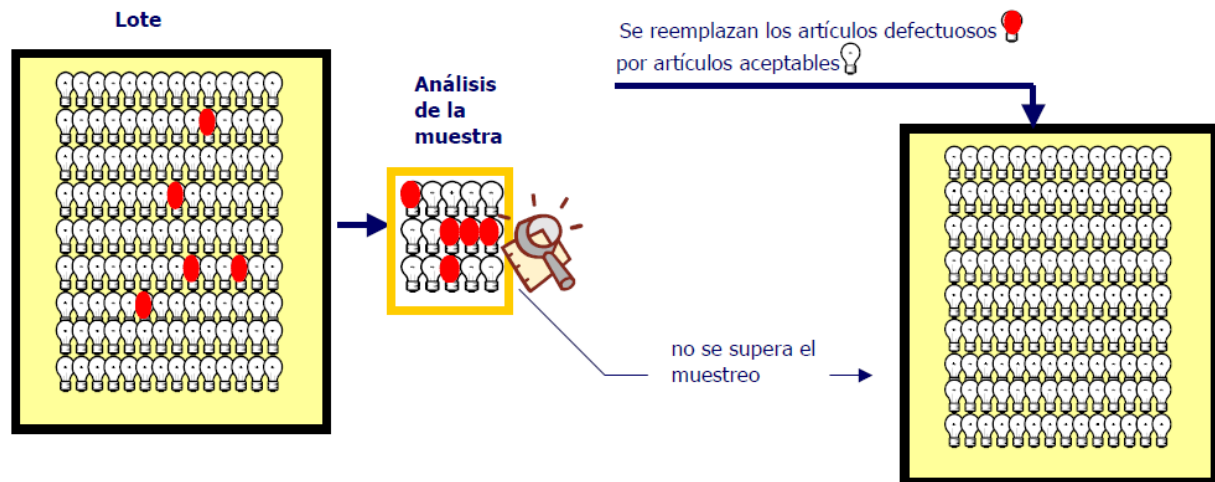 Lote
Análisis
de la
muestra
Se reemplazan los artículos defectuosos
por artículos aceptables
no se supera el
muestreo